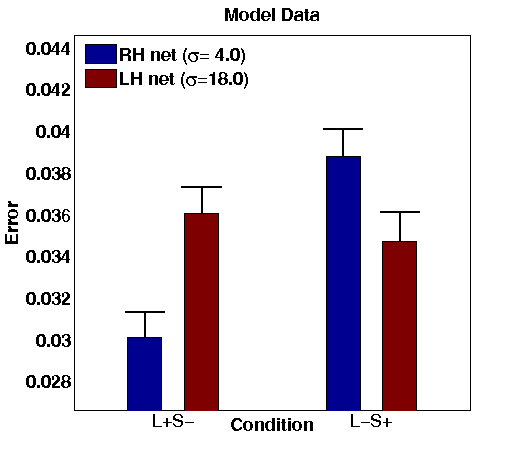 Model Data
RH net (σ= 4.0)
LH net (σ=18.0)
Error
0.044
0.042
0.04
0.038
0.036
0.034
0.032
0.03
0.028
L+S−
L−S+
Condition